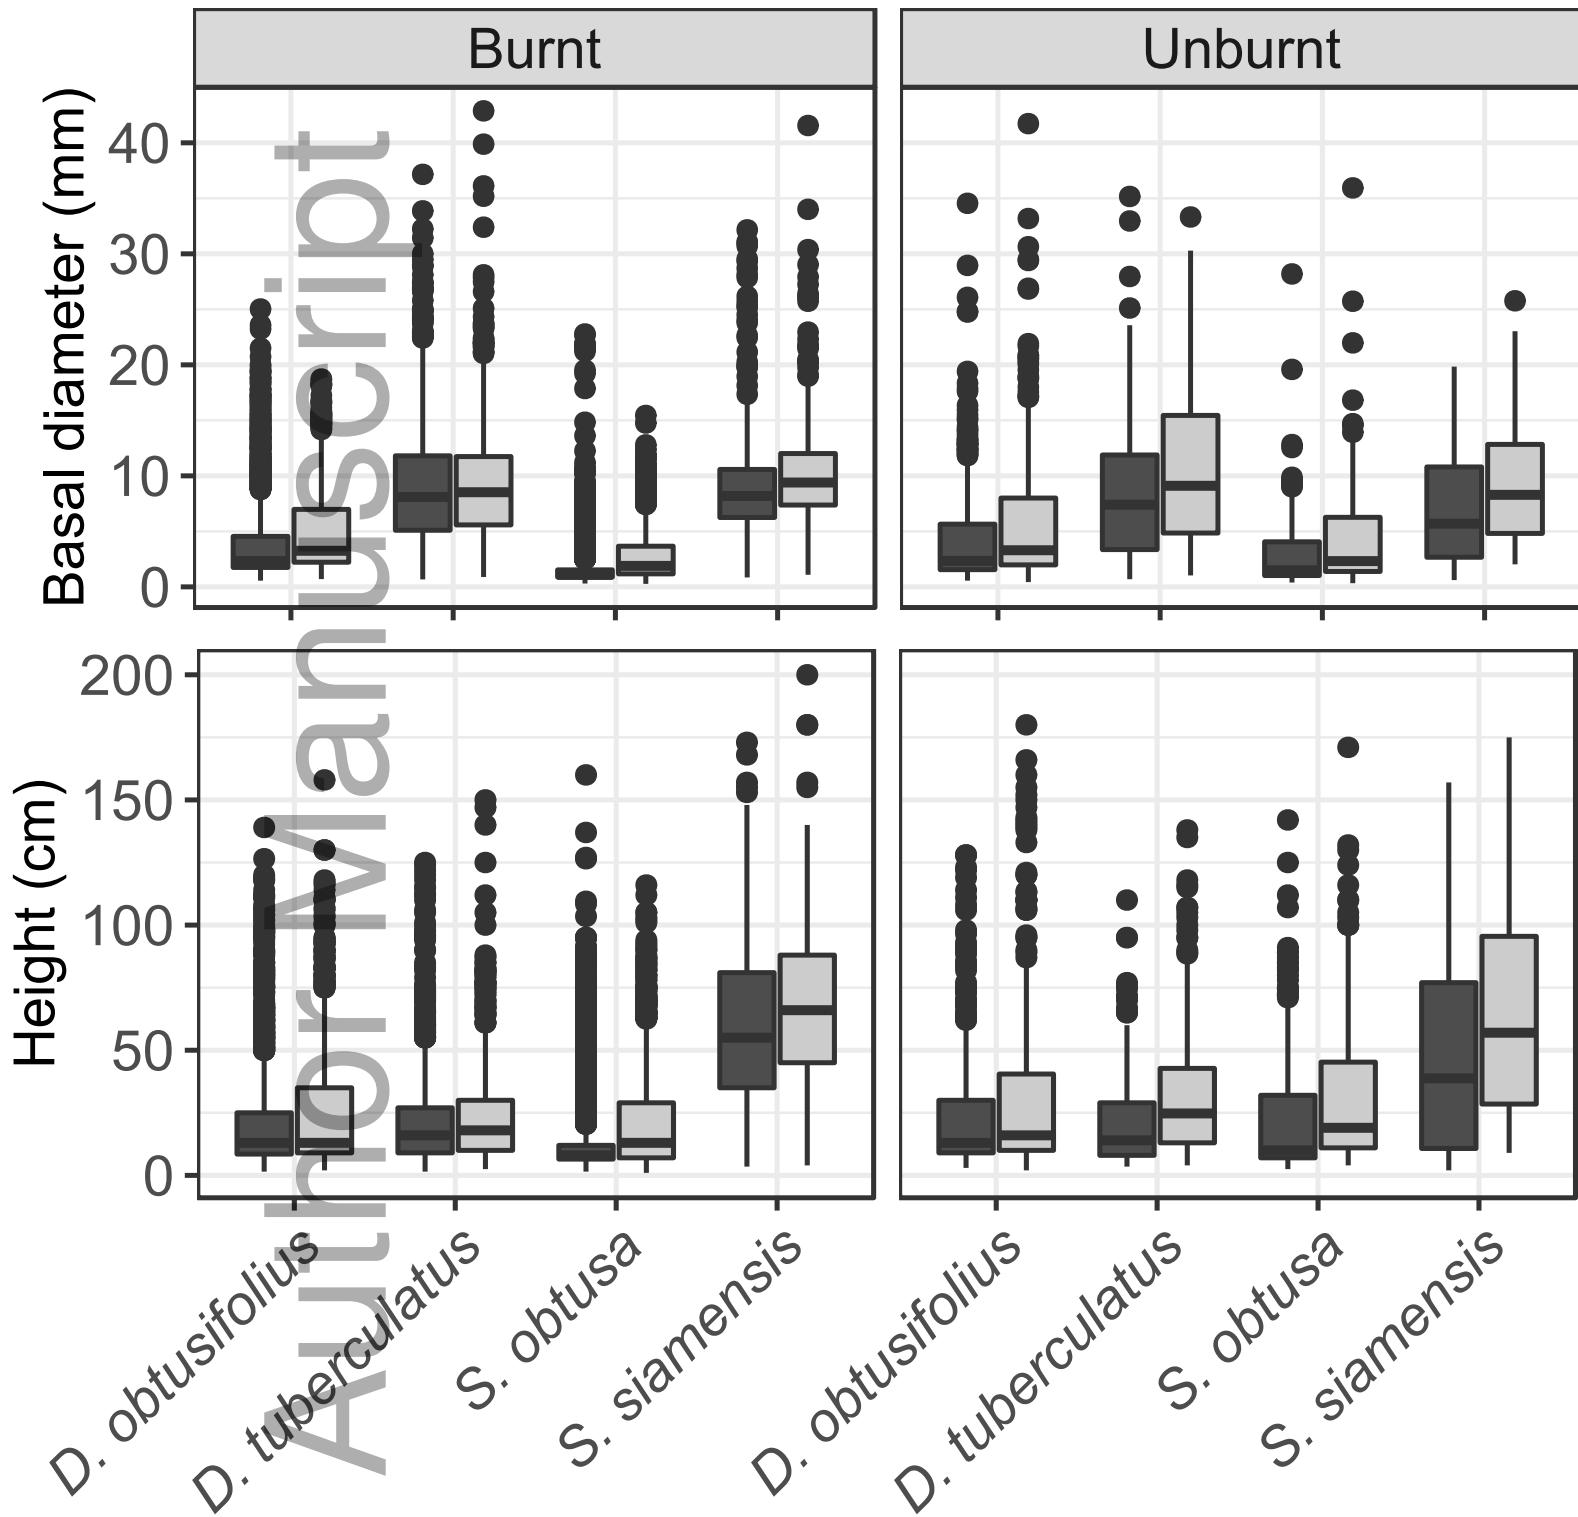 Burnt
Unburnt
Basal diameter (mm)
40
30
20
10
0
Height (cm)
200
150
100
50
0
D. obtusifolius
D. tuberculatus
S. obtusa
S. siamensis
D. obtusifolius
D. tuberculatus
S. obtusa
S. siamensis
Author Manuscript